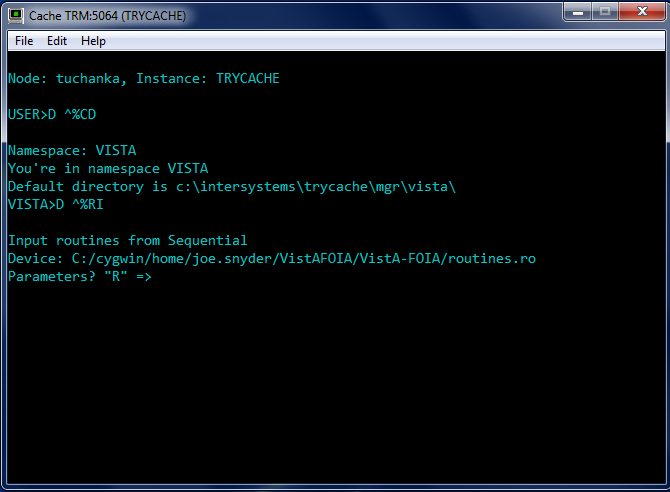 Cache TRM:5064 (TRYCACHE)
File Edit Help
Node: tuchanka, Instance: TRYCACHE
USER>D ^%CD
Namespace: VISTA
You're in namespace VISTA
Default directory is c:\intersystems\trycache\mgr\vista\
VISTA>D ^%RI
Input routines from Sequential
Device: C:/cygwin/home/joe.snyder/VistAFOIA/VistA-FOIA/routines.ro
Parameters? "R" =>